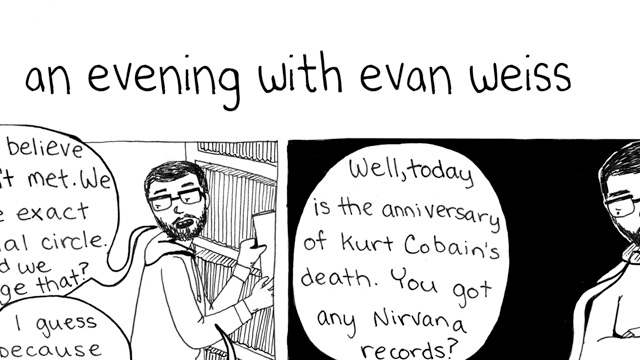 an evening with evan weiss
believe
met. We
exact
circle.
we
that?
I guess
because
Well, today
is the anniversary
of Kurt Cobain's
death. You got
any Nirvana
records?